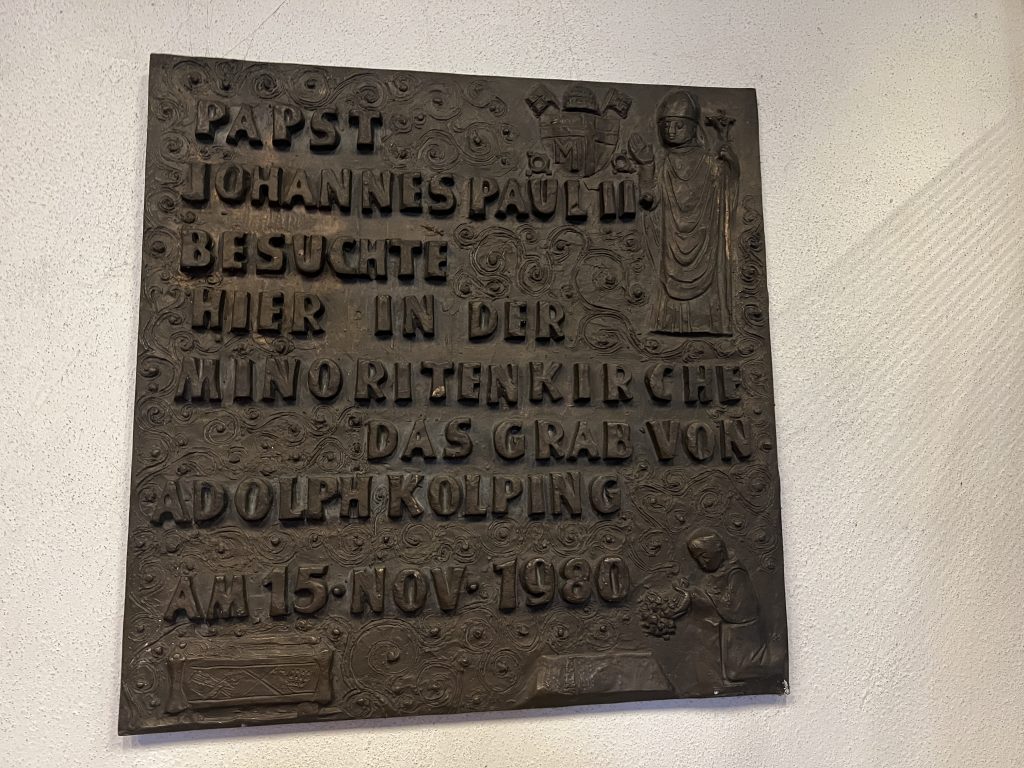 PAPST
JOHANNES PAUL II·
BESUCHTE
HIER IN DER
MINORITENKIRCHE
DAS GRAB VON
ADOLPH KOLPING
AM 15·NOV·1980
M